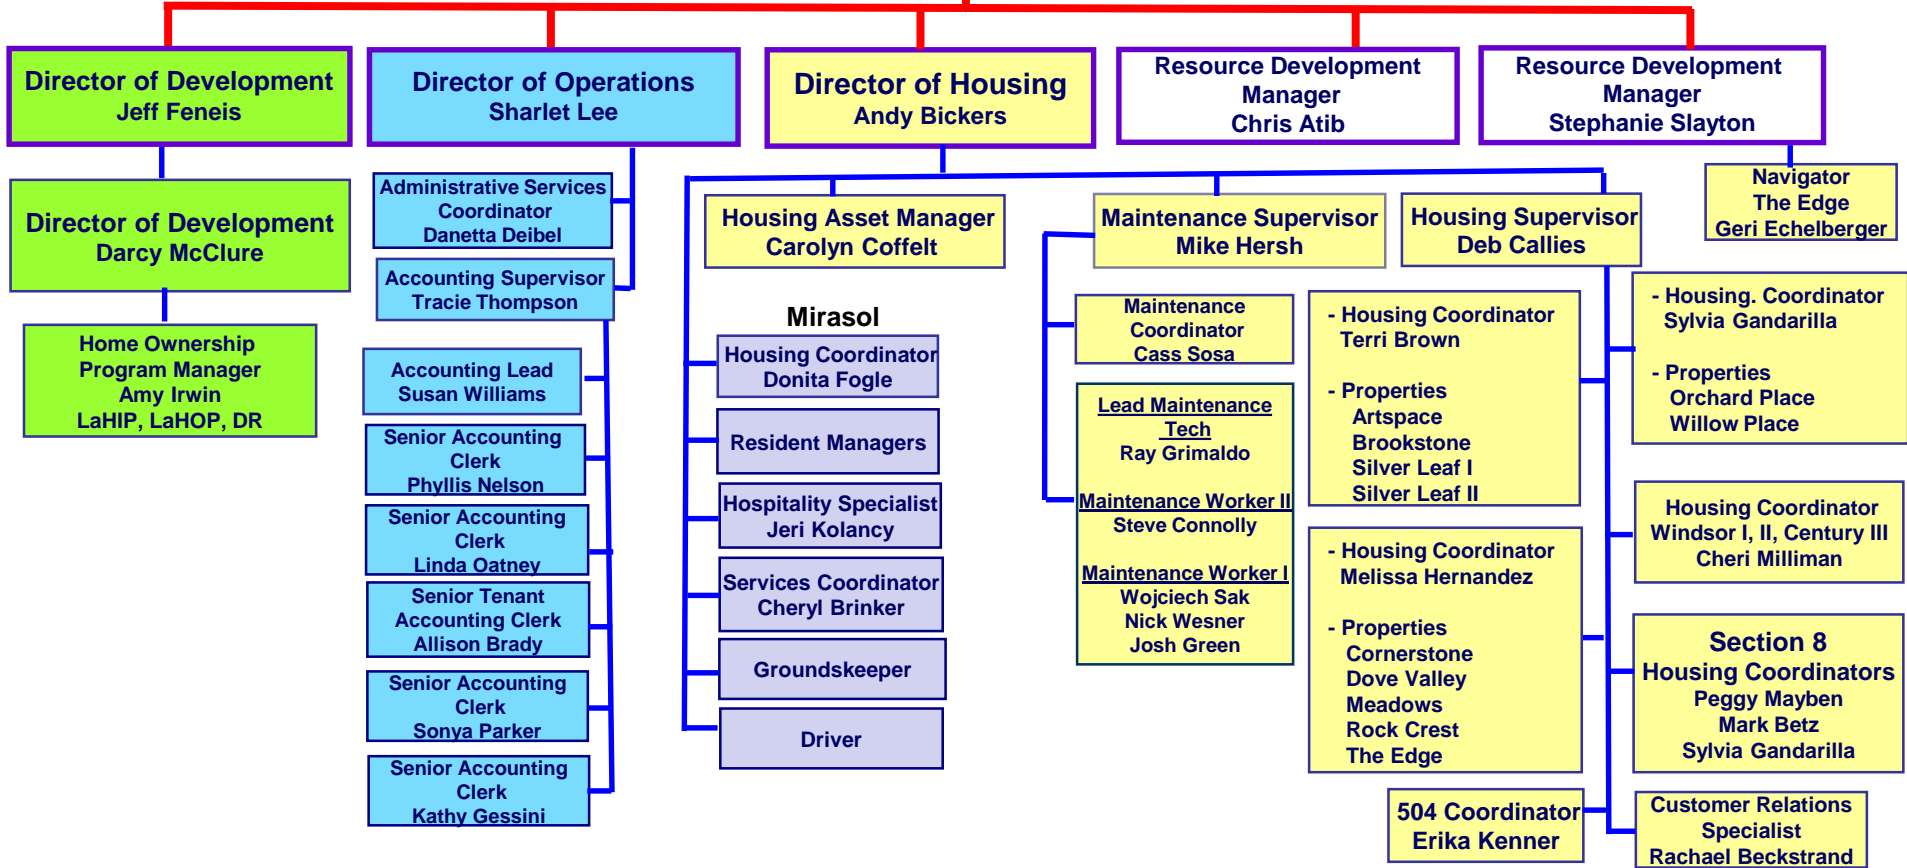 Director of Development
Jeff Feneis
Director of Operations
Sharlet Lee
Director of Housing
Andy Bickers
Resource Development
Manager
Chris Atib
Resource Development
Manager
Stephanie Slayton
Director of Development
Darcy McClure
Home Ownership
Program Manager
Amy Irwin
LaHIP, LaHOP, DR
Administrative Services
Coordinator
Danetta Deibel
Accounting Supervisor
Tracie Thompson
Accounting Lead
Susan Williams
Senior Accounting
Clerk
Phyllis Nelson
Senior Accounting
Clerk
Linda Oatney
Senior Tenant
Accounting Clerk
Allison Brady
Senior Accounting
Clerk
Sonya Parker
Senior Accounting
Clerk
Kathy Gessini
Housing Asset Manager
Carolyn Coffelt
Mirasol
Housing Coordinator
Donita Fogle
Resident Managers
Hospitality Specialist
Jeri Kolancy
Services Coordinator
Cheryl Brinker
Groundskeeper
Driver
Maintenance Supervisor
Mike Hersh
Maintenance
Coordinator
Cass Sosa
Lead Maintenance
Tech
Ray Grimaldo
Maintenance Worker II
Steve Connolly
Maintenance Worker I
Wojciech Sak
Nick Wesner
Josh Green
Housing Supervisor
Deb Callies
- Housing Coordinator
Terri Brown
- Properties
Artspace
Brookstone
Silver Leaf I
Silver Leaf II
- Housing Coordinator
Melissa Hernandez
- Properties
Cornerstone
Dove Valley
Meadows
Rock Crest
The Edge
504 Coordinator
Erika Kenner
Navigator
The Edge
Geri Echelberger
- Housing. Coordinator
Sylvia Gandarilla
- Properties
Orchard Place
Willow Place
Housing Coordinator
Windsor I, II, Century III
Cheri Milliman
Section 8
Housing Coordinators
Peggy Mayben
Mark Betz
Sylvia Gandarilla
Customer Relations
Specialist
Rachael Beckstrand